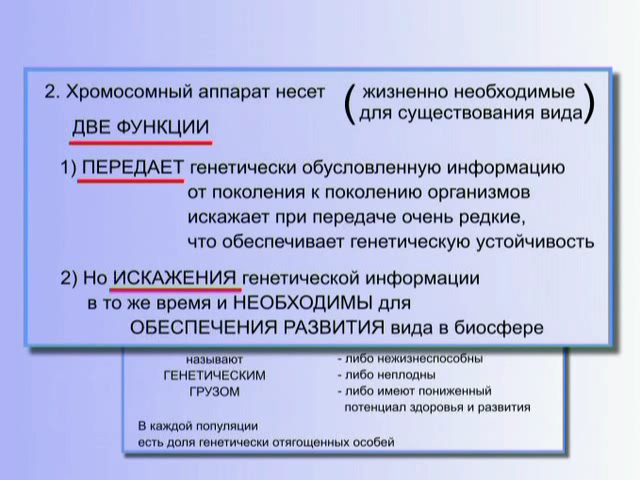 2. Хромосомный аппарат несет (жизненно необходимые
для существования вида)
ДВЕ ФУНКЦИИ
1) ПЕРЕДАЕТ генетически обусловленную информацию
от поколения к поколению организмов
искажает при передаче очень редкие,
что обеспечивает генетическую устойчивость
2) Но ИСКАЖЕНИЯ генетической информации
в то же время и НЕОБХОДИМЫ для
ОБЕСПЕЧЕНИЯ РАЗВИТИЯ вида в биосфере
называют - либо нежизнеспособны
ГЕНЕТИЧЕСКИМ - либо неплодны
ГРУЗОМ - либо имеют пониженный
потенциал здоровья и развития
В каждой популяции
есть доля генетически отягощенных особей